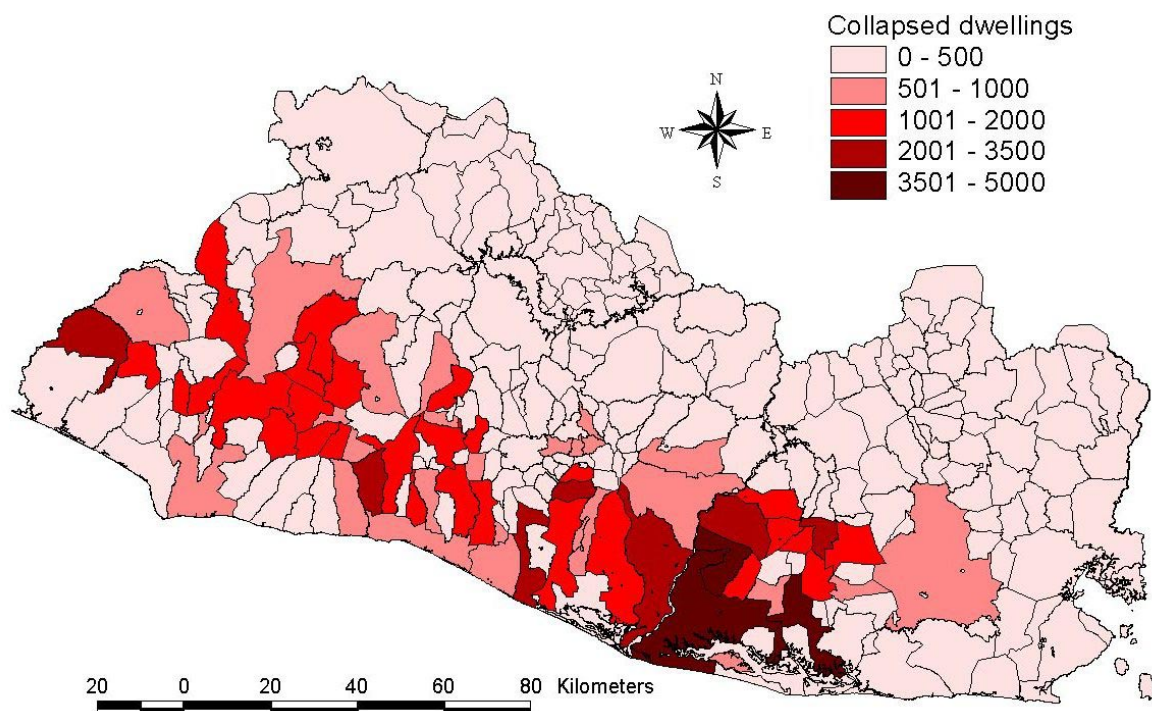 Collapsed dwellings
0 - 500
501 - 1000
1001 - 2000
2001 - 3500
3501 - 5000
N
W E
S
20 0 20 40 60 80 Kilometers